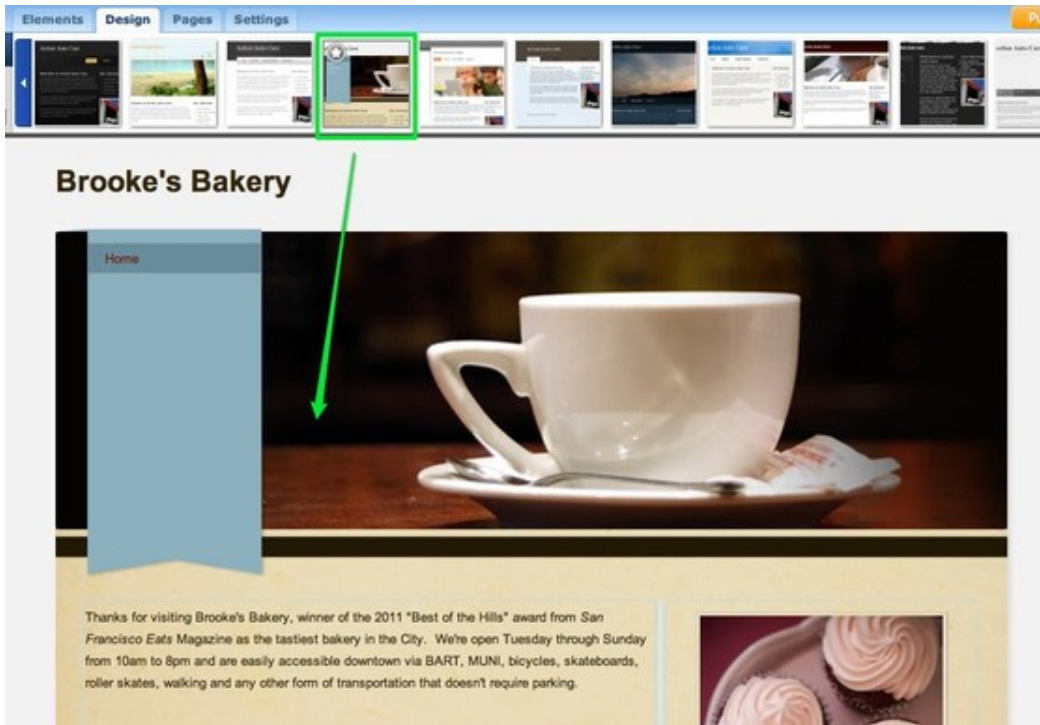 Elements Design Pages Settings
Brooke's Bakery
Home
Thanks for visiting Brooke's Bakery, winner of the 2011 "Best of the Hills" award from San
Francisco Eats Magazine as the tastiest bakery in the City. We're open Tuesday through Sunday
from 10am to 8pm and are easily accessible downtown via BART, MUNI, bicycles, skateboards,
roller skates, walking and any other form of transportation that doesn't require parking.